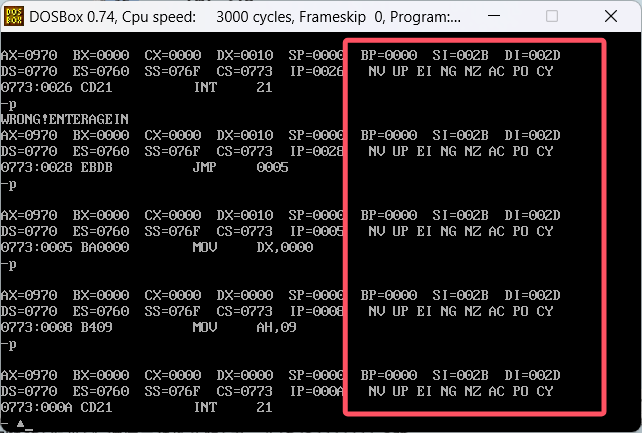 DOSBox 0.74, Cpu speed: 3000 cycles, Frameskip 0, Program:...
AX=0970 BX=0000 CX=0000 DX=0010 SP=0000 BP=0000 SI=002B DI=002D
DS=0770 ES=0760 SS=076F CS=0773 IP=0026 NV UP EI NG NZ AC PO CY
0773:0026 CD21 INT 21
-p
WRONG!ENTERAGEIN
AX=0970 BX=0000 CX=0000 DX=0010 SP=0000 BP=0000 SI=002B DI=002D
DS=0770 ES=0760 SS=076F CS=0773 IP=0028 NV UP EI NG NZ AC PO CY
0773:0028 EBDB JMP 0005
-p
AX=0970 BX=0000 CX=0000 DX=0010 SP=0000 BP=0000 SI=002B DI=002D
DS=0770 ES=0760 SS=076F CS=0773 IP=0005 NV UP EI NG NZ AC PO CY
0773:0005 BA0000 MOV DX,0000
-p
AX=0970 BX=0000 CX=0000 DX=0000 SP=0000 BP=0000 SI=002B DI=002D
DS=0770 ES=0760 SS=076F CS=0773 IP=0008 NV UP EI NG NZ AC PO CY
0773:0008 B409 MOV AH,09
-p
AX=0970 BX=0000 CX=0000 DX=0000 SP=0000 BP=0000 SI=002B DI=002D
DS=0770 ES=0760 SS=076F CS=0773 IP=000A NV UP EI NG NZ AC PO CY
0773:000A CD21 INT 21
- ▲_